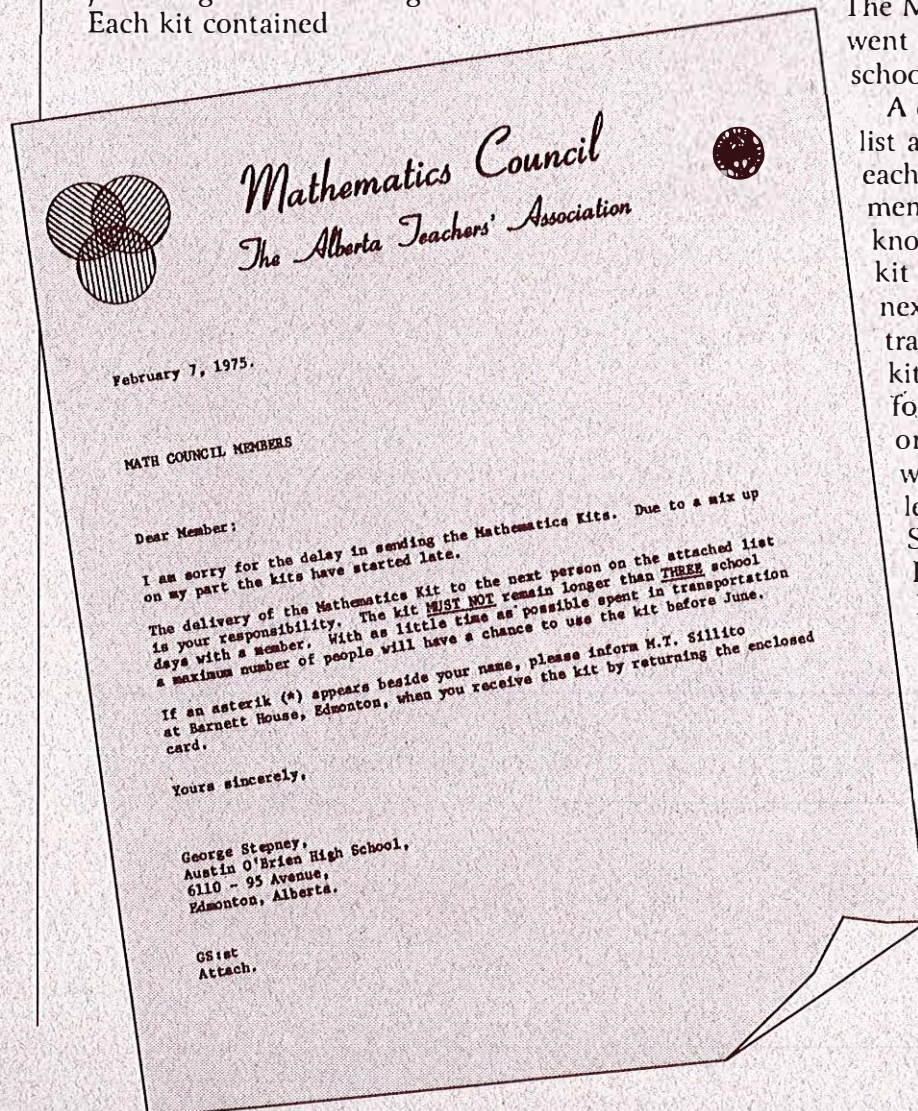 Each kit contained
Mathematics Council
The Alberta Teachers' Association
February 7, 1975.
MATH COUNCIL MEMBERS
Dear Member;
I am sorry for the delay in sending the Mathematics Kits. Due to a mix up
on my part the kits have started late.
The delivery of the Mathematics Kit to the next person on the attached list
is your responsibility. The kit MUST NOT remain longer than THREE school
days with a member. With as little time as possible spent in transportation
a maximum number of people will have a chance to use the kit before June.
If an asterik (*) appears beside your name, please inform M.T. Sillito
at Barnett House, Edmonton, when you receive the kit by returning the enclosed
card.
Yours sincerely,
George Stepney,
Austin O'Brien High School,
6110 - 95 Avenue,
Edmonton, Alberta.
GS:st
Attach.
The M
went
schoo
A
list a
each
men
kno
kit
nex
tra
kit
fo
or
w
le
S